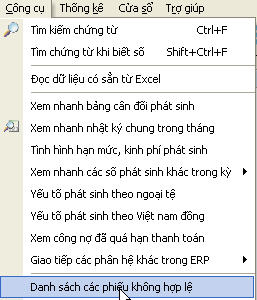 Công cụ Thống kê Cửa sổ Trợ giúp
Tìm kiếm chứng từ Ctrl+F
Tìm chứng từ khi biết số Shift+Ctrl+F
Đọc dữ liệu có sẵn từ Excel
Xem nhanh bảng cân đối phát sinh
Xem nhanh nhật ký chung trong tháng
Tình hình hạn mức, kinh phí phát sinh
Xem nhanh các số phát sinh khác trong kỳ
Yếu tố phát sinh theo ngoại tệ
Yếu tố phát sinh theo Việt nam đồng
Xem công nợ đã quá hạn thanh toán
Giao tiếp các phân hệ khác trong ERP
Danh sách các phiếu không hợp lệ